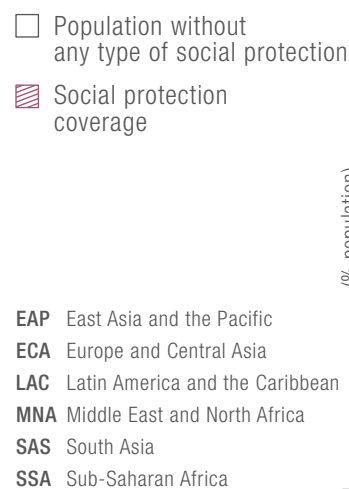 Population without
any type of social protection
Social protection
coverage
(% population)
EAP East Asia and the Pacific
ECA Europe and Central Asia
LAC Latin America and the Caribbean
MNA Middle East and North Africa
SAS South Asia
SSA Sub-Saharan Africa